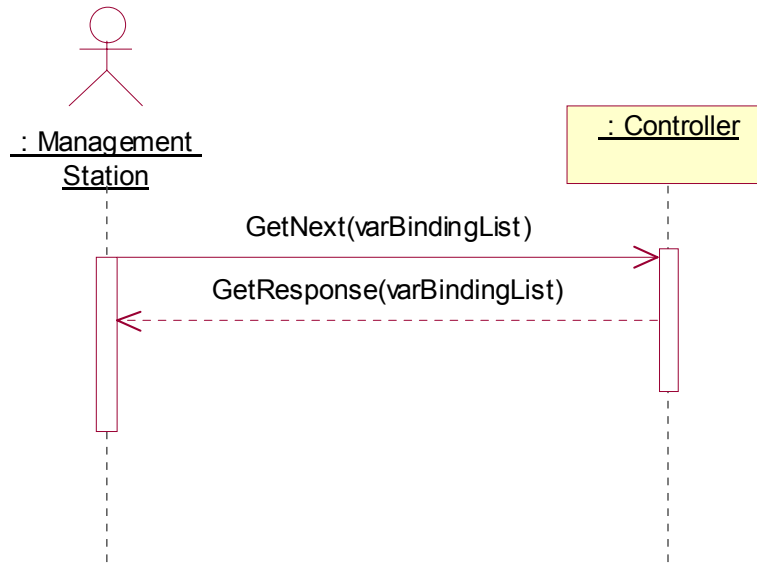 : Management
Station
: Controller
GetNext(varBindingList)
GetResponse(varBindingList)